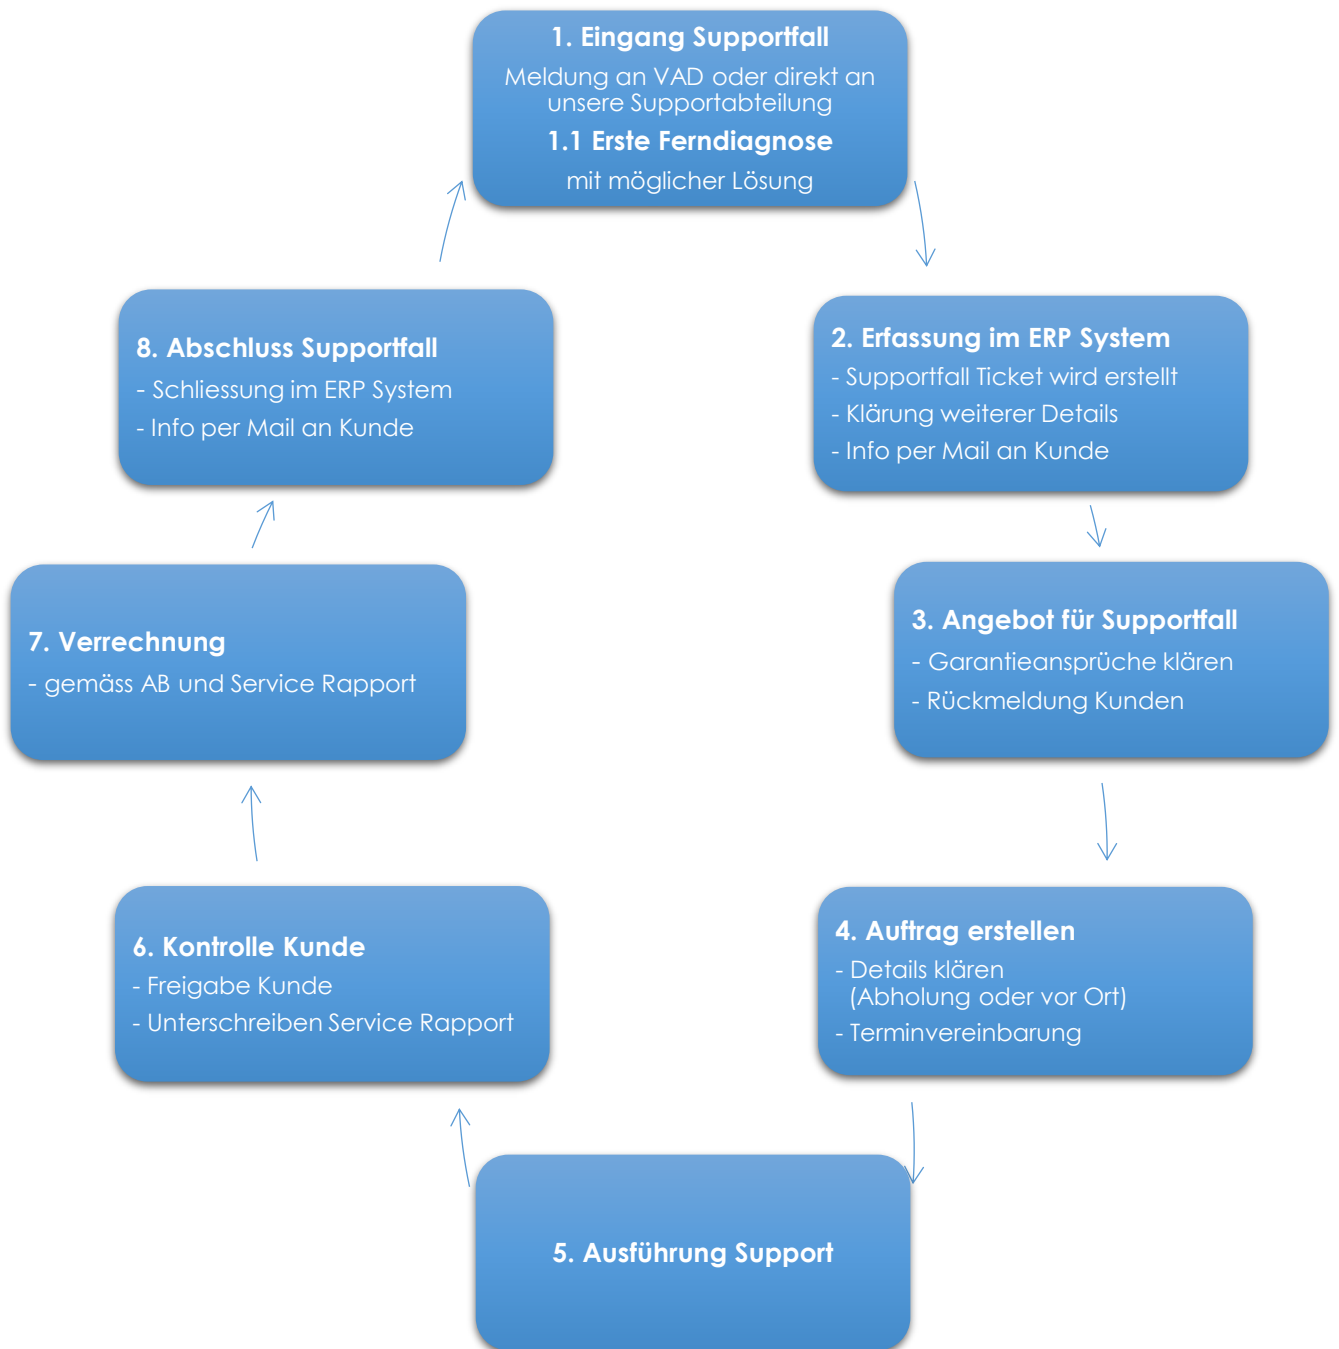 1. Eingang Supportfall
Meldung an VAD oder direkt an
unsere Supportabteilung
1.1 Erste Ferndiagnose
mit möglicher Lösung
2. Erfassung im ERP System
- Supportfall Ticket wird erstellt
- Klärung weiterer Details
- Info per Mail an Kunde
3. Angebot für Supportfall
- Garantieansprüche klären
- Rückmeldung Kunden
4. Auftrag erstellen
- Details klären
(Abholung oder vor Ort)
- Terminvereinbarung
5. Ausführung Support
6. Kontrolle Kunde
- Freigabe Kunde
- Unterschreiben Service Rapport
7. Verrechnung
- gemäss AB und Service Rapport
8. Abschluss Supportfall
- Schliessung im ERP System
- Info per Mail an Kunde